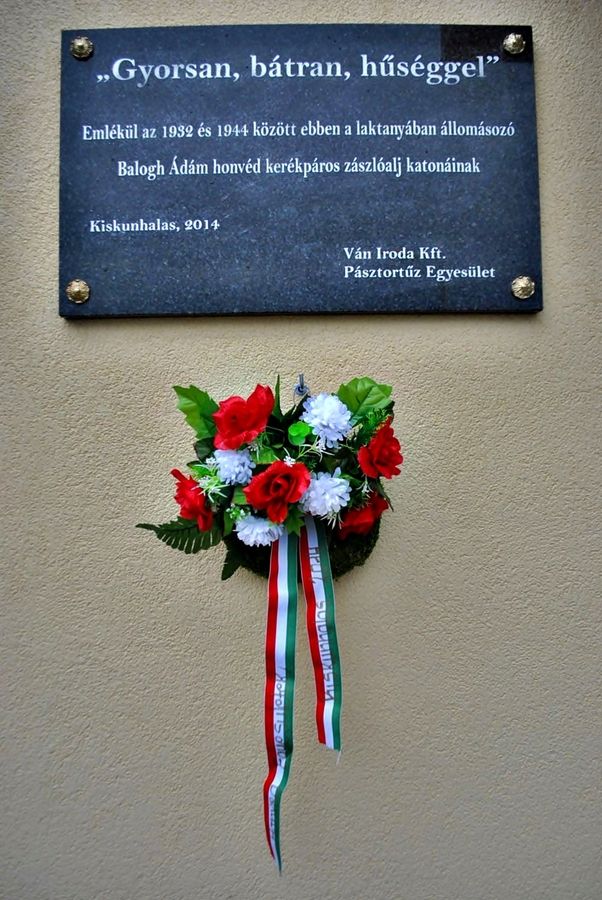 „Gyorsan, bátran, hűséggel”
Emlékül az 1932 és 1944 között ebben a laktanyában állomásozó
Balogh Ádám honvéd kerékpáros zászlóalj katonáinak
Kiskunhalas, 2014
Ván Iroda Kft.
Pásztortűz Egyesület